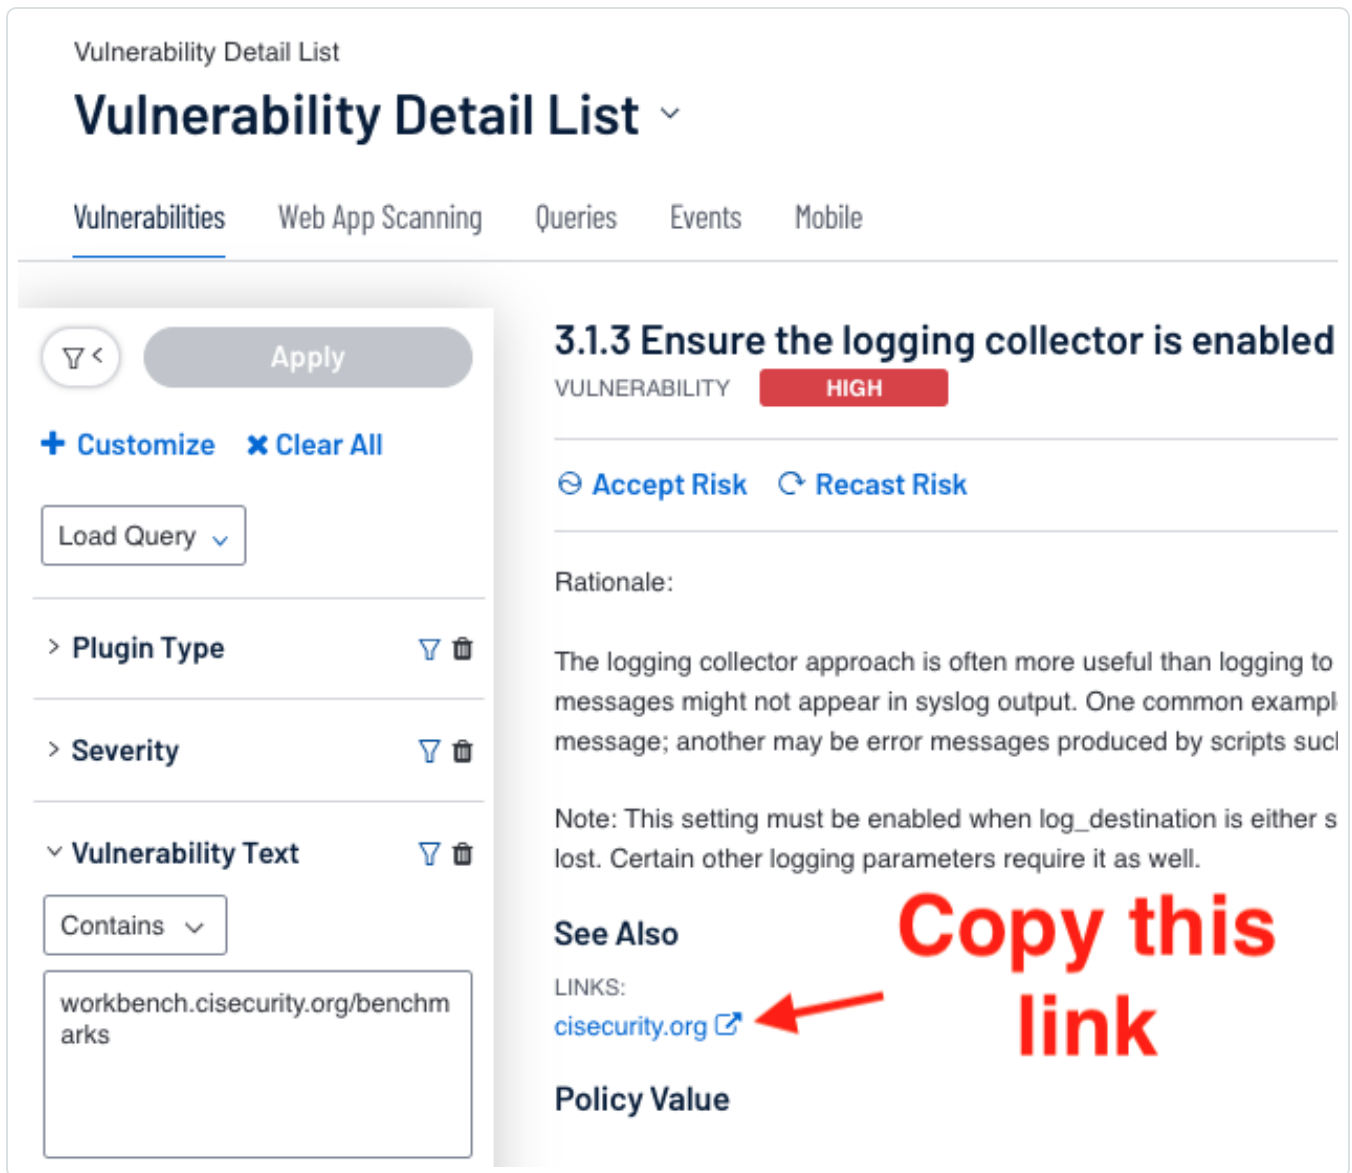 Vulnerability Detail List
Vulnerability Detail List
Vulnerabilities Web App Scanning Queries Events Mobile
Apply
Customize Clear All
Load Query
Plugin Type
Severity
Vulnerability Text
Contains
workbench.cisecurity.org/benchm
arks
3.1.3 Ensure the logging collector is enabled
VULNERABILITY HIGH
Accept Risk Recast Risk
Rationale:
The logging collector approach is often more useful than logging to
messages might not appear in syslog output. One common exampl
message; another may be error messages produced by scripts suc
Note: This setting must be enabled when log_destination is either s
lost. Certain other logging parameters require it as well.
See Also
LINKS:
cisecurity.org
Copy this
link
Policy Value